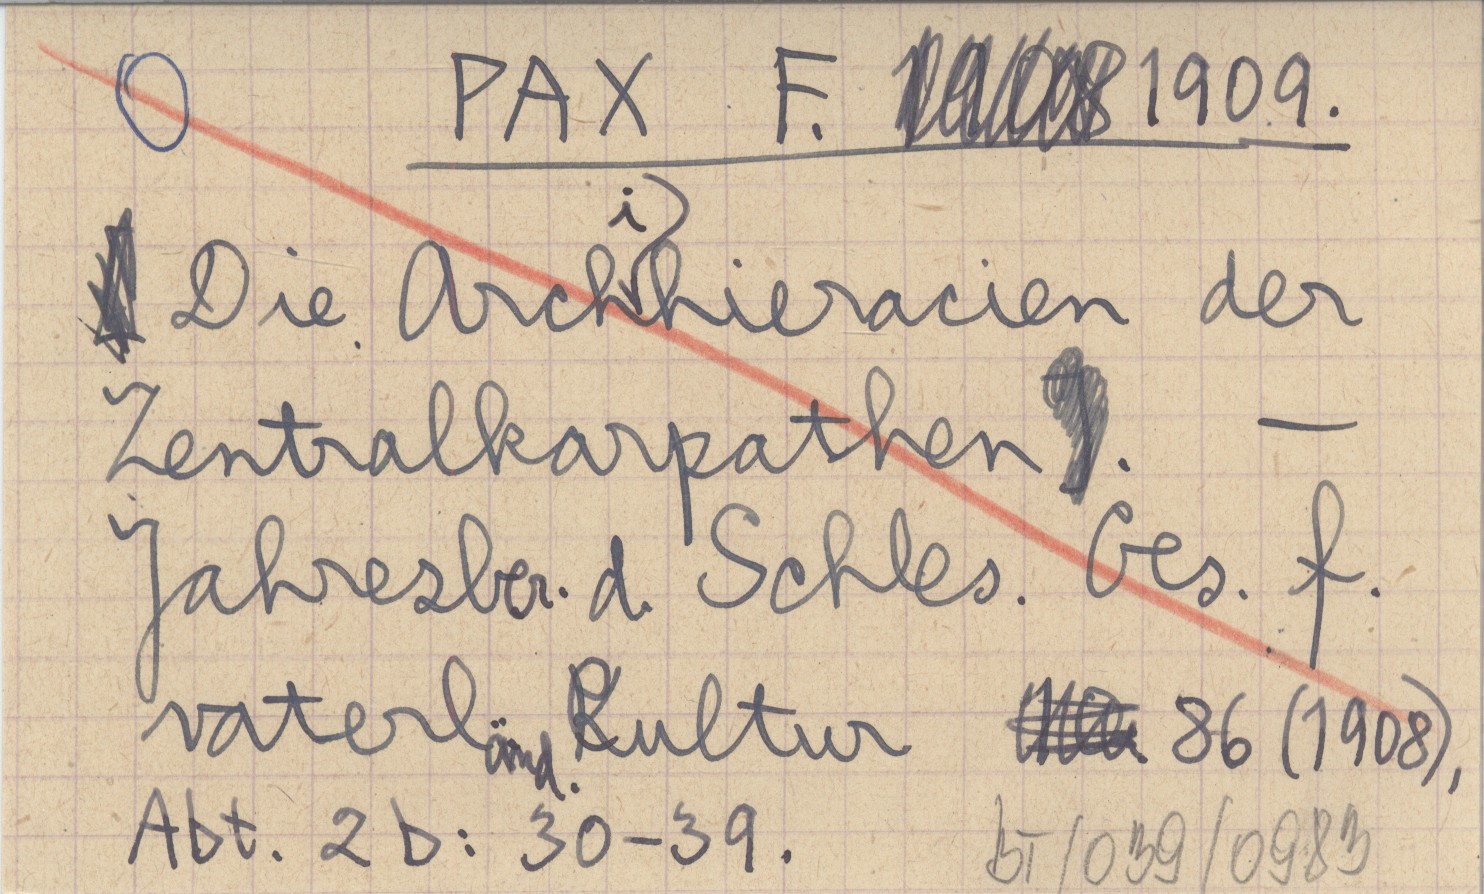 PAX F. 1908 1909.
i
Die Archhieracien der
Zentralkarpathen. —
Jahresber. d. Schles. Ges. f.
vaterländ. Kultur 86 (1908),
Abt. 2b: 30-39.
BT/039/0983